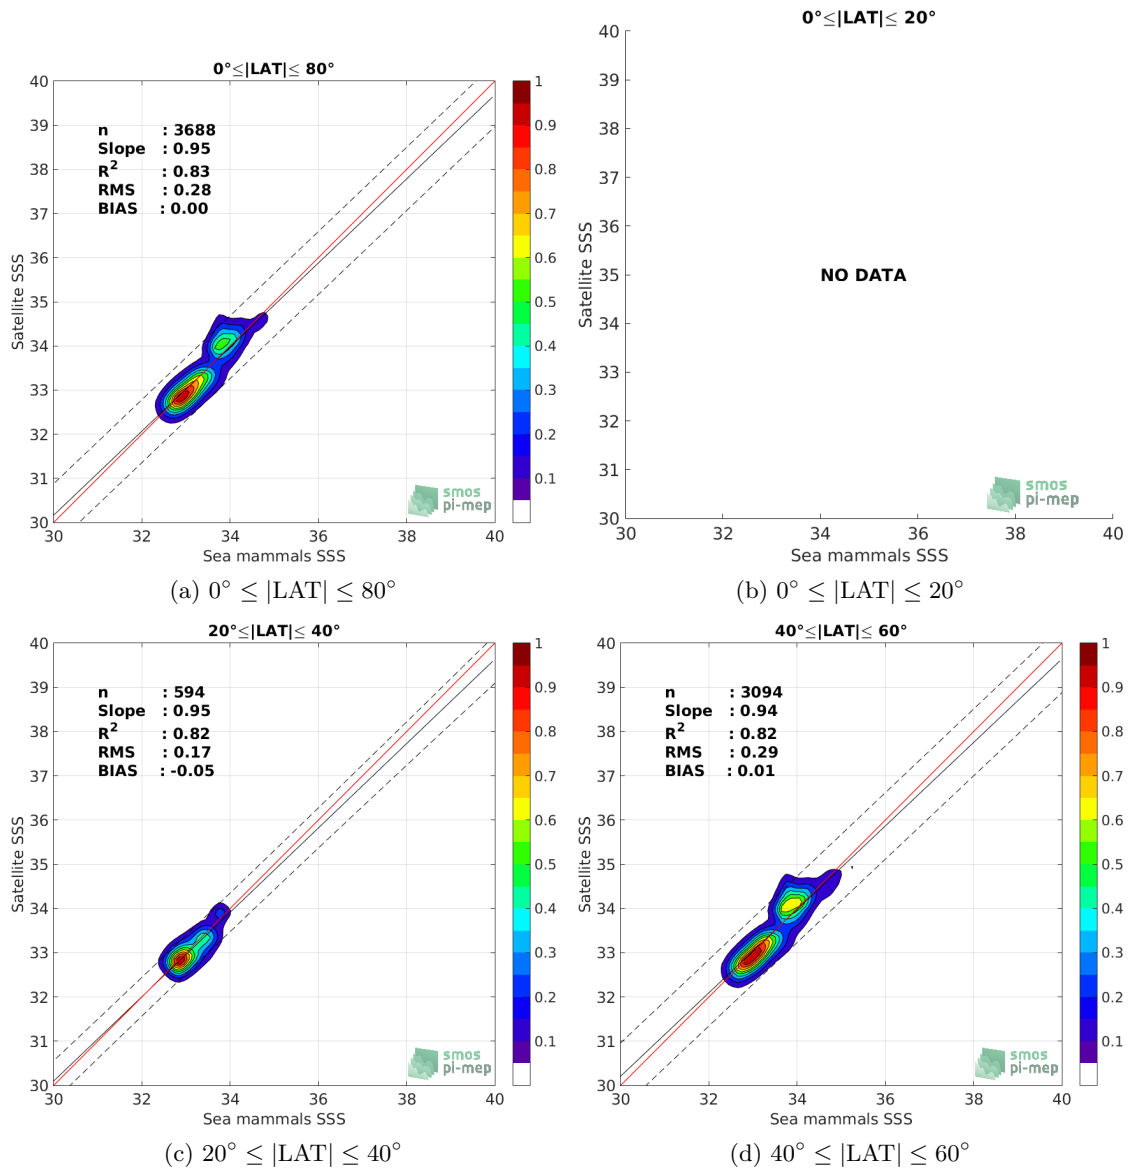 0°≤|LAT|≤ 80°
40
39
38
37
36
35
34
33
32
31
30
Satellite SSS
n : 3688
Slope : 0.95
R² : 0.83
RMS : 0.28
BIAS : 0.00
smos
pi-mep
30 32 34 36 38 40
Sea mammals SSS
1
0.9
0.8
0.7
0.6
0.5
0.4
0.3
0.2
0.1
(a) 0° ≤ |LAT| ≤ 80°
0°≤|LAT|≤ 20°
40
39
38
37
36
35
34
33
32
31
30
Satellite SSS
NO DATA
smos
pi-mep
30 32 34 36 38 40
Sea mammals SSS
(b) 0° ≤ |LAT| ≤ 20°
20°≤|LAT|≤ 40°
40
39
38
37
36
35
34
33
32
31
30
Satellite SSS
n : 594
Slope : 0.95
R² : 0.82
RMS : 0.17
BIAS : -0.05
smos
pi-mep
30 32 34 36 38 40
Sea mammals SSS
1
0.9
0.8
0.7
0.6
0.5
0.4
0.3
0.2
0.1
(c) 20° ≤ |LAT| ≤ 40°
40°≤|LAT|≤ 60°
40
39
38
37
36
35
34
33
32
31
30
Satellite SSS
n : 3094
Slope : 0.94
R² : 0.82
RMS : 0.29
BIAS : 0.01
smos
pi-mep
30 32 34 36 38 40
Sea mammals SSS
1
0.9
0.8
0.7
0.6
0.5
0.4
0.3
0.2
0.1
(d) 40° ≤ |LAT| ≤ 60°